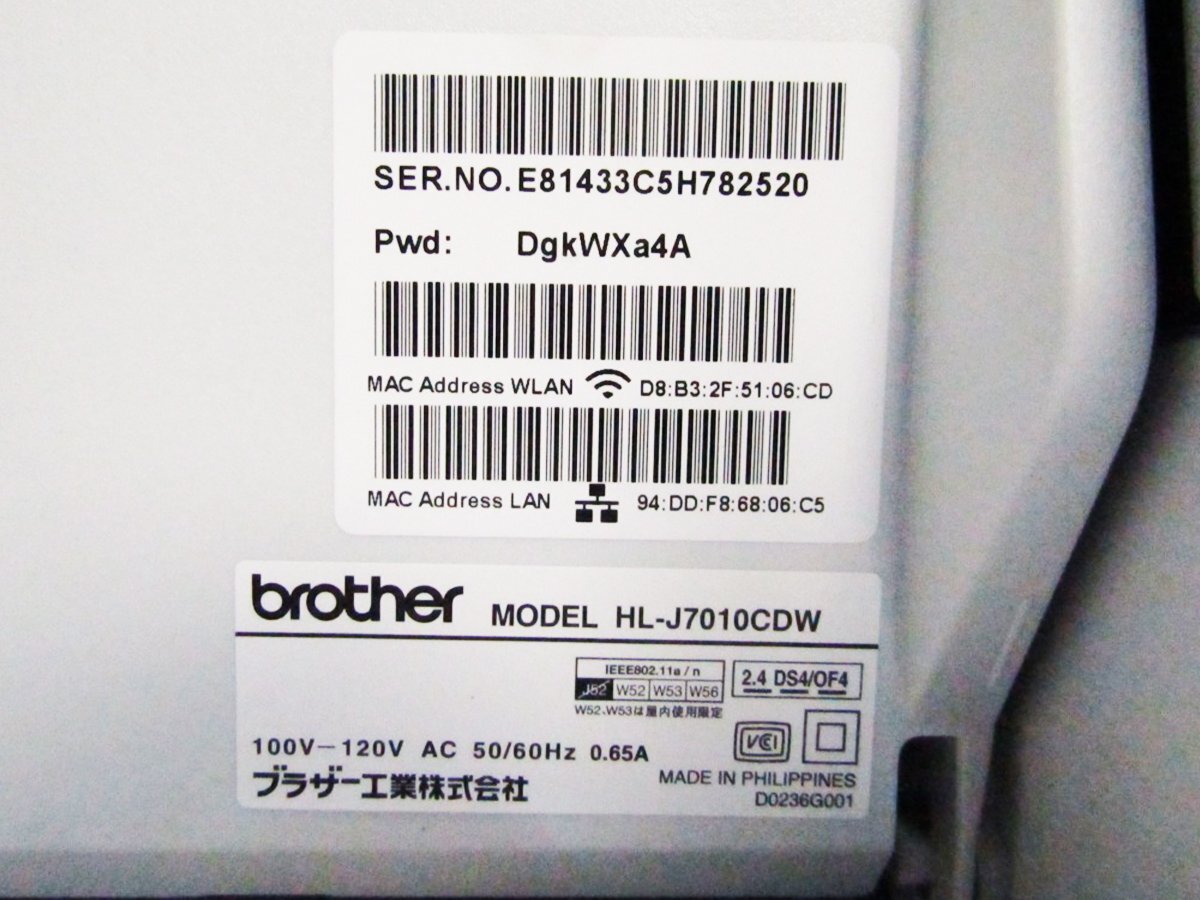 SER.NO. E81433C5H782520
Pwd: DgkWXa4A
MAC Address WLAN D8:B3:2F:51:06:CD
MAC Address LAN 94:DD:F8:68:06:C5
brother MODEL HL-J7010CDW
IEEE802.11a/n
J52 W52 W53 W56
W52、W53は屋内使用限定
2.4 DS4/OF4
VCI
100V-120V AC 50/60Hz 0.65A
ブラザー工業株式会社
MADE IN PHILIPPINES
D0236G001